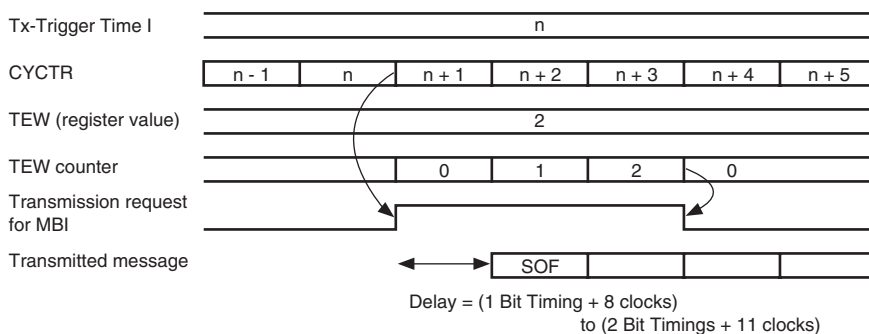 Tx-Trigger Time I
n
CYCTR
n - 1
n
n + 1
n + 2
n + 3
n + 4
n + 5
TEW (register value)
2
TEW counter
0
1
2
0
Transmission request
for MBI
Transmitted message
SOF
Delay = (1 Bit Timing + 8 clocks)
to (2 Bit Timings + 11 clocks)